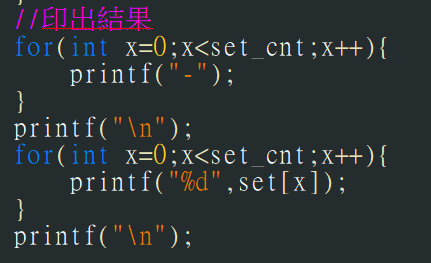 //印出結果
for(int x=0;x<set_cnt;x++){
    printf("-");
}
printf("\n");
for(int x=0;x<set_cnt;x++){
    printf("%d",set[x]);
}
printf("\n");